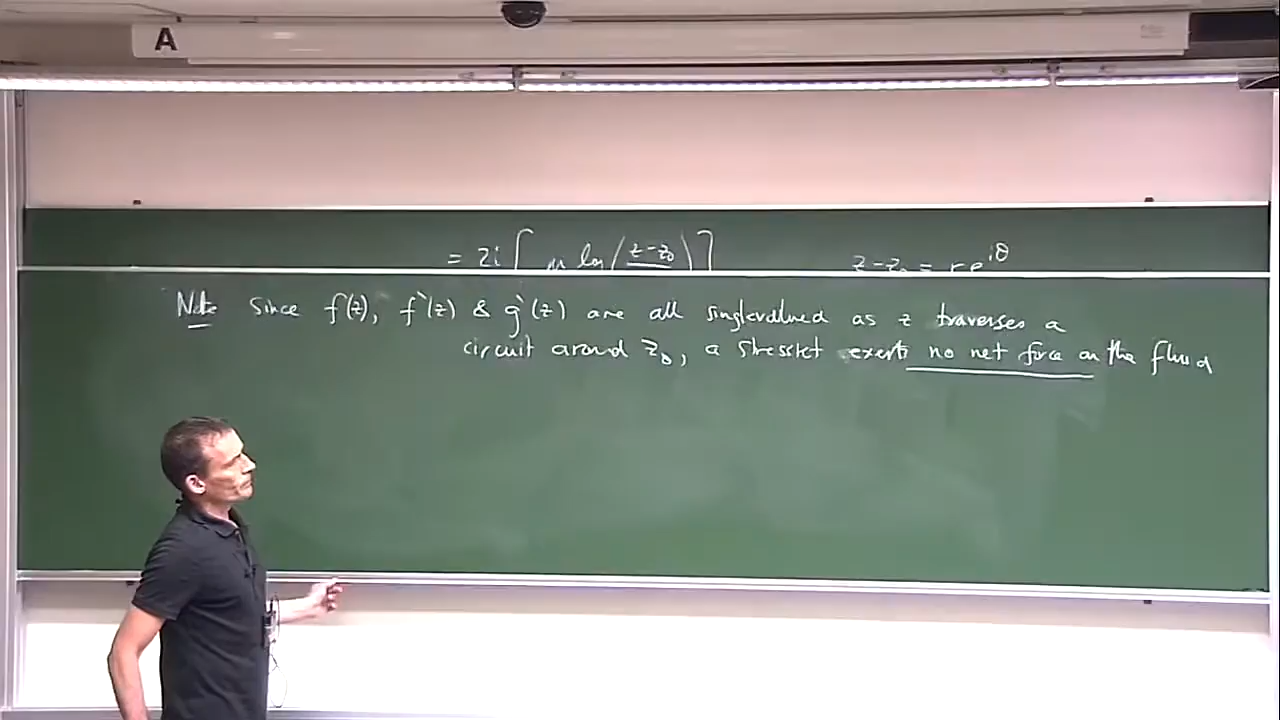 A
= 2i [ μ log ( z-z₀ ) ] z-z₀ = re^{iθ}
Note Since f(z), f'(z) & g'(z) are all singlevalued as z traverses a
circuit around z₀, a stresslet exerts no net force on the fluid